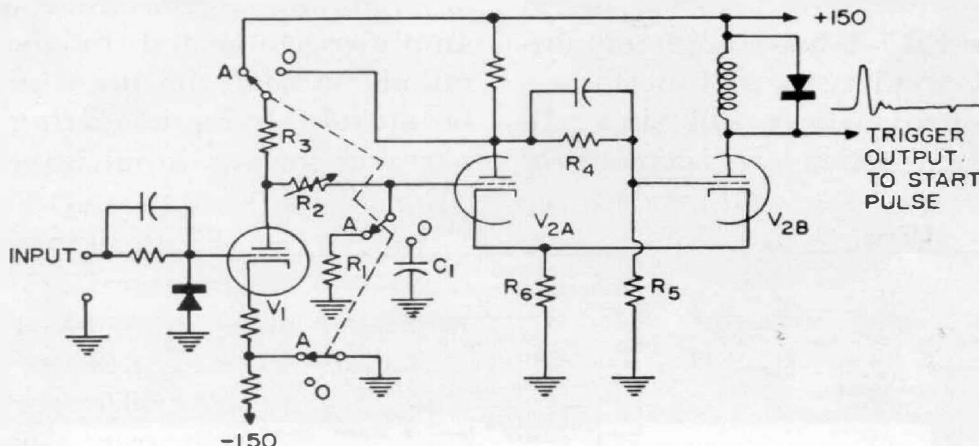 +150
A
O
R3
R4
TRIGGER
OUTPUT
TO START
PULSE
R2
A
O
V2A
V2B
INPUT
R1
C1
V1
R6
R5
A
O
-150